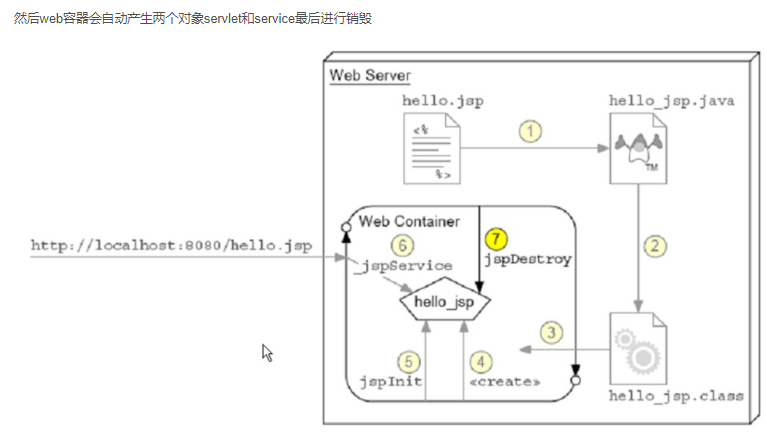 然后web容器会自动产生两个对象servlet和service最后进行销毁
Web Server
hello.jsp
hello_jsp.java
<%
%>
1
TM
Web Container
http://localhost:8080/hello.jsp
6
7
2
_jspService
jspDestroy
hello_jsp
3
5
4
jspInit
«create»
hello_jsp.class